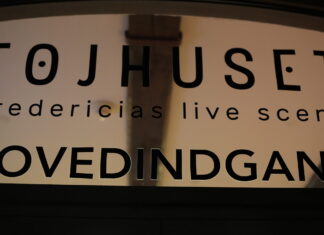 TOJHUSET
redericias live scen
OVEDINDGAN